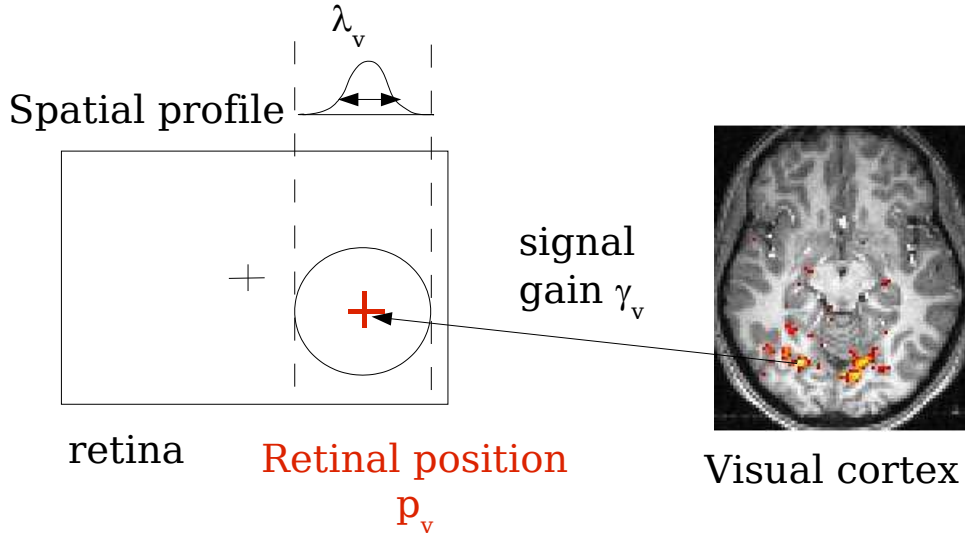 λv
Spatial profile
signal
gain γv
retina
Retinal position
pv
Visual cortex